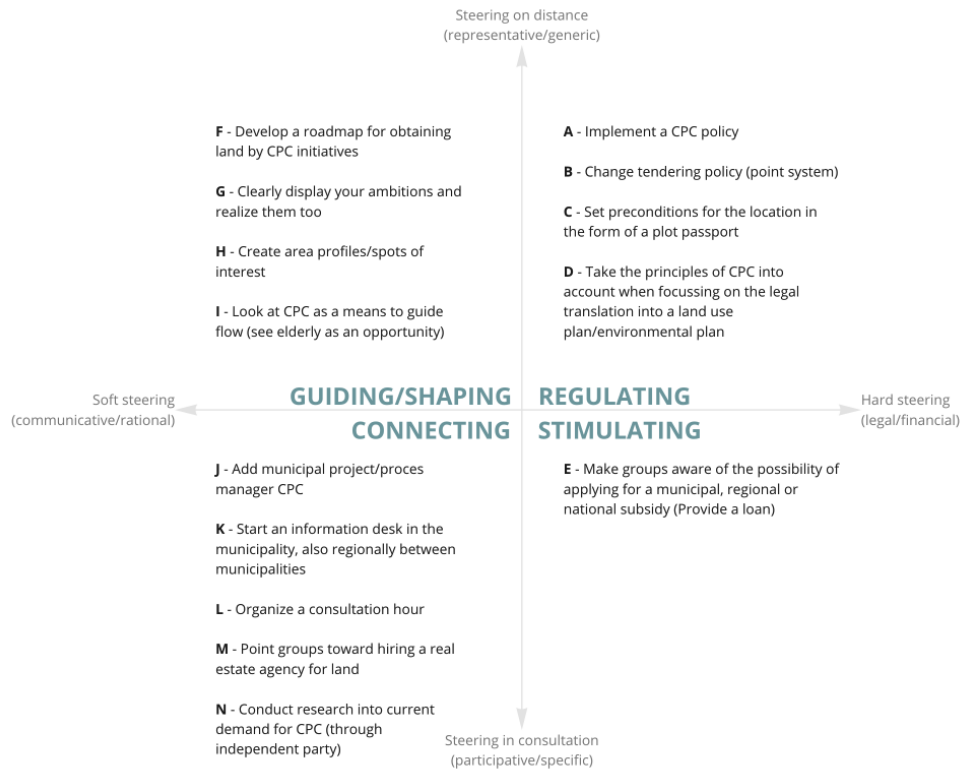 Steering on distance
(representative/generic)
F - Develop a roadmap for obtaining
land by CPC initiatives
G - Clearly display your ambitions and
realize them too
H - Create area profiles/spots of
interest
I - Look at CPC as a means to guide
flow (see elderly as an opportunity)
A - Implement a CPC policy
B - Change tendering policy (point system)
C - Set preconditions for the location in
the form of a plot passport
D - Take the principles of CPC into
account when focussing on the legal
translation into a land use
plan/environmental plan
Soft steering
(communicative/rational)
GUIDING/SHAPING
REGULATING
CONNECTING
STIMULATING
Hard steering
(legal/financial)
J - Add municipal project/proces
manager CPC
K - Start an information desk in the
municipality, also regionally between
municipalities
L - Organize a consultation hour
M - Point groups toward hiring a real
estate agency for land
N - Conduct research into current
demand for CPC (through
independent party)
E - Make groups aware of the possibility of
applying for a municipal, regional or
national subsidy (Provide a loan)
Steering in consultation
(participative/specific)